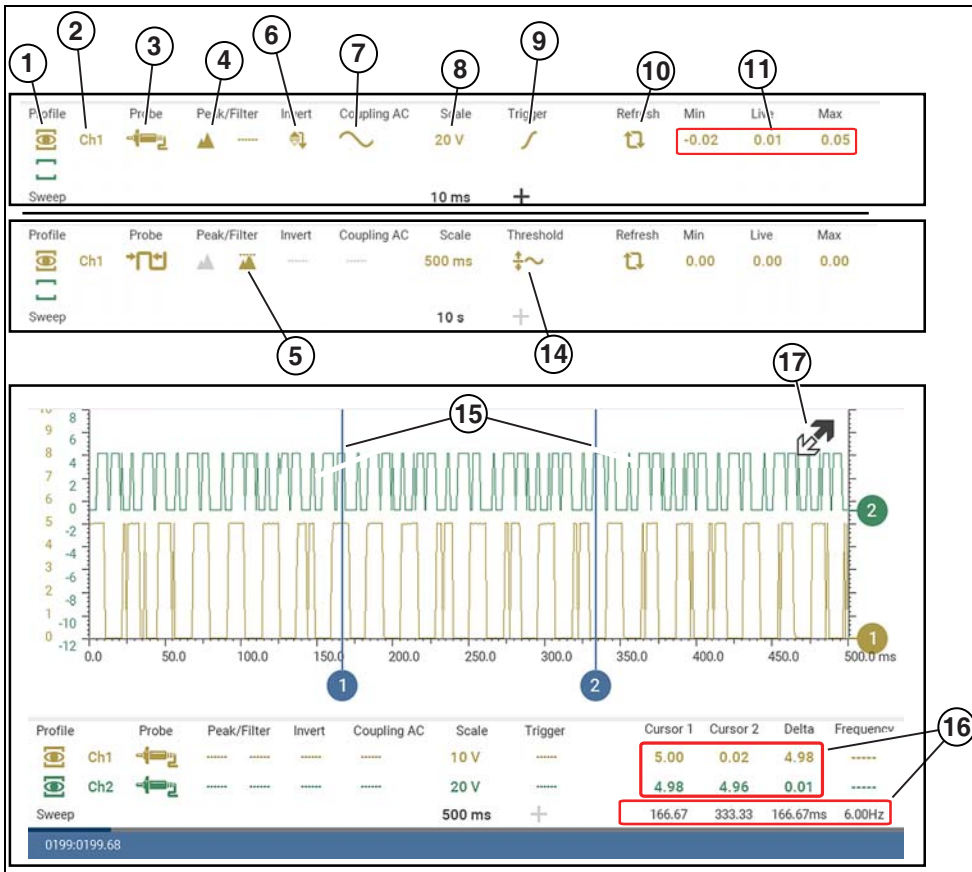 1 2 3 4 6 7 8 9 10 11
Profile Probe Peak/Filter Invert Coupling AC Scale Trigger Refresh Min Live Max
Ch1 20 V -0.02 0.01 0.05
Sweep 10 ms
Profile Probe Peak/Filter Invert Coupling AC Scale Threshold Refresh Min Live Max
Ch1 500 ms 0.00 0.00 0.00
Sweep 10 s
5 14
17
15
10 9 8 7 6 5 4 3 2 1 0
8 6 4 2 0 -2 -4 -6 -8 -10 -12
2
1
0.0 50.0 100.0 150.0 200.0 250.0 300.0 350.0 400.0 450.0 500.0 ms
1 2
Profile Probe Peak/Filter Invert Coupling AC Scale Trigger Cursor 1 Cursor 2 Delta Frequency
16
Ch1 10 V 5.00 0.02 4.98 -----
Ch2 20 V 4.98 4.96 0.01 -----
Sweep 500 ms 166.67 333.33 166.67ms 6.00Hz
0199:0199.68